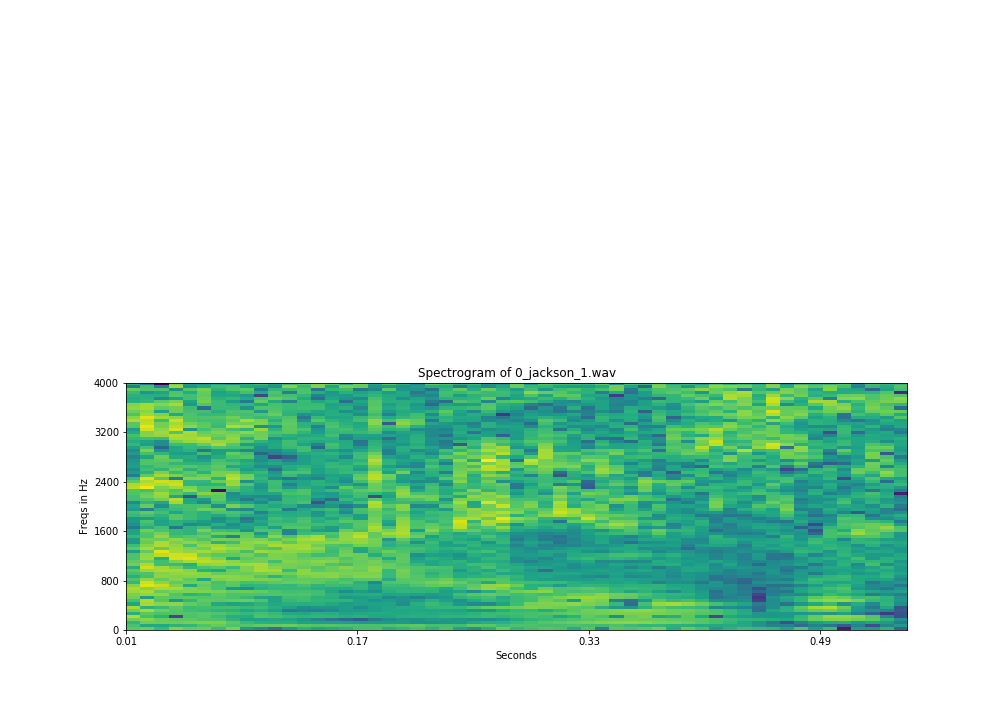 Spectrogram of 0_jackson_1.wav
4000
3200
2400
1600
800
0
Freqs in Hz
0.01 0.17 0.33 0.49
Seconds